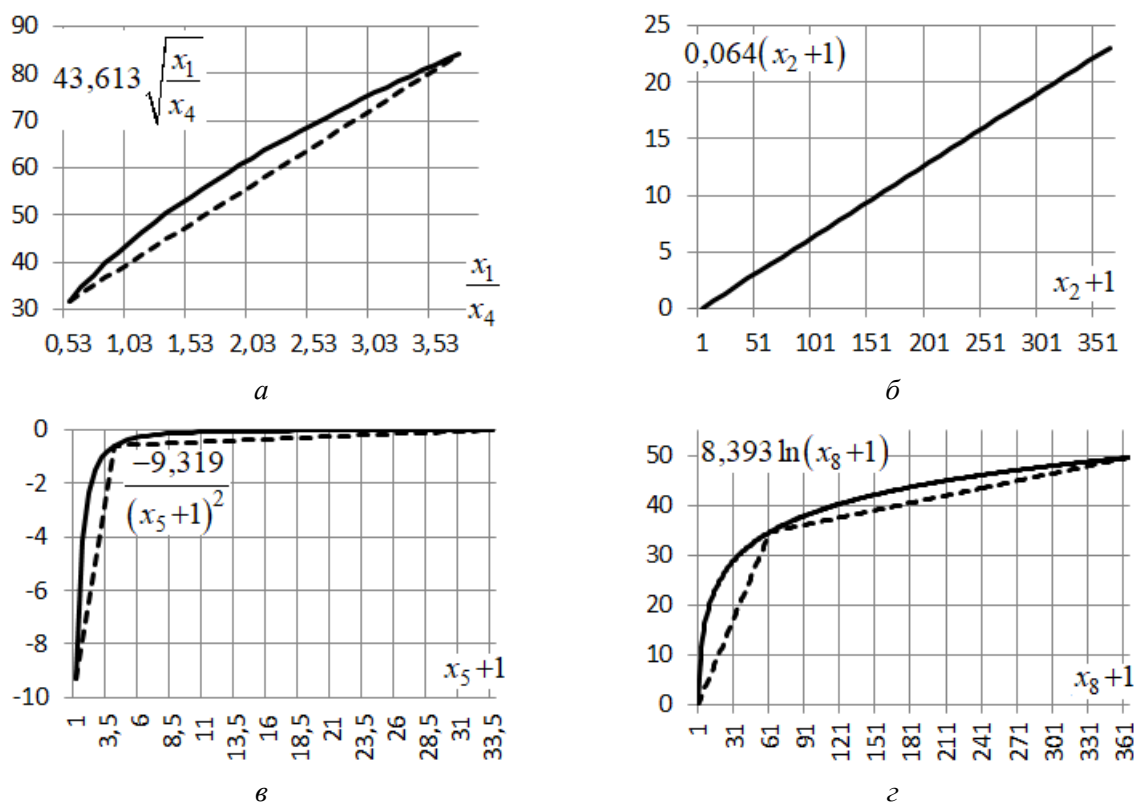 90
80
70
60
50
40
30
43,613 √(x₁/x₄)
x₁/x₄
0,53 1,03 1,53 2,03 2,53 3,03 3,53
а
25
20
15
10
5
0
0,064(x₂+1)
x₂+1
1 51 101 151 201 251 301 351
б
0
-2
-4
-6
-8
-10
−9,319/(x₅+1)²
x₅+1
1 3,5 6 8,5 11 13,5 16 18,5 21 23,5 26 28,5 31 33,5
в
50
40
30
20
10
0
8,393 ln(x₈+1)
x₈+1
1 31 61 91 121 151 181 211 241 271 301 331 361
г